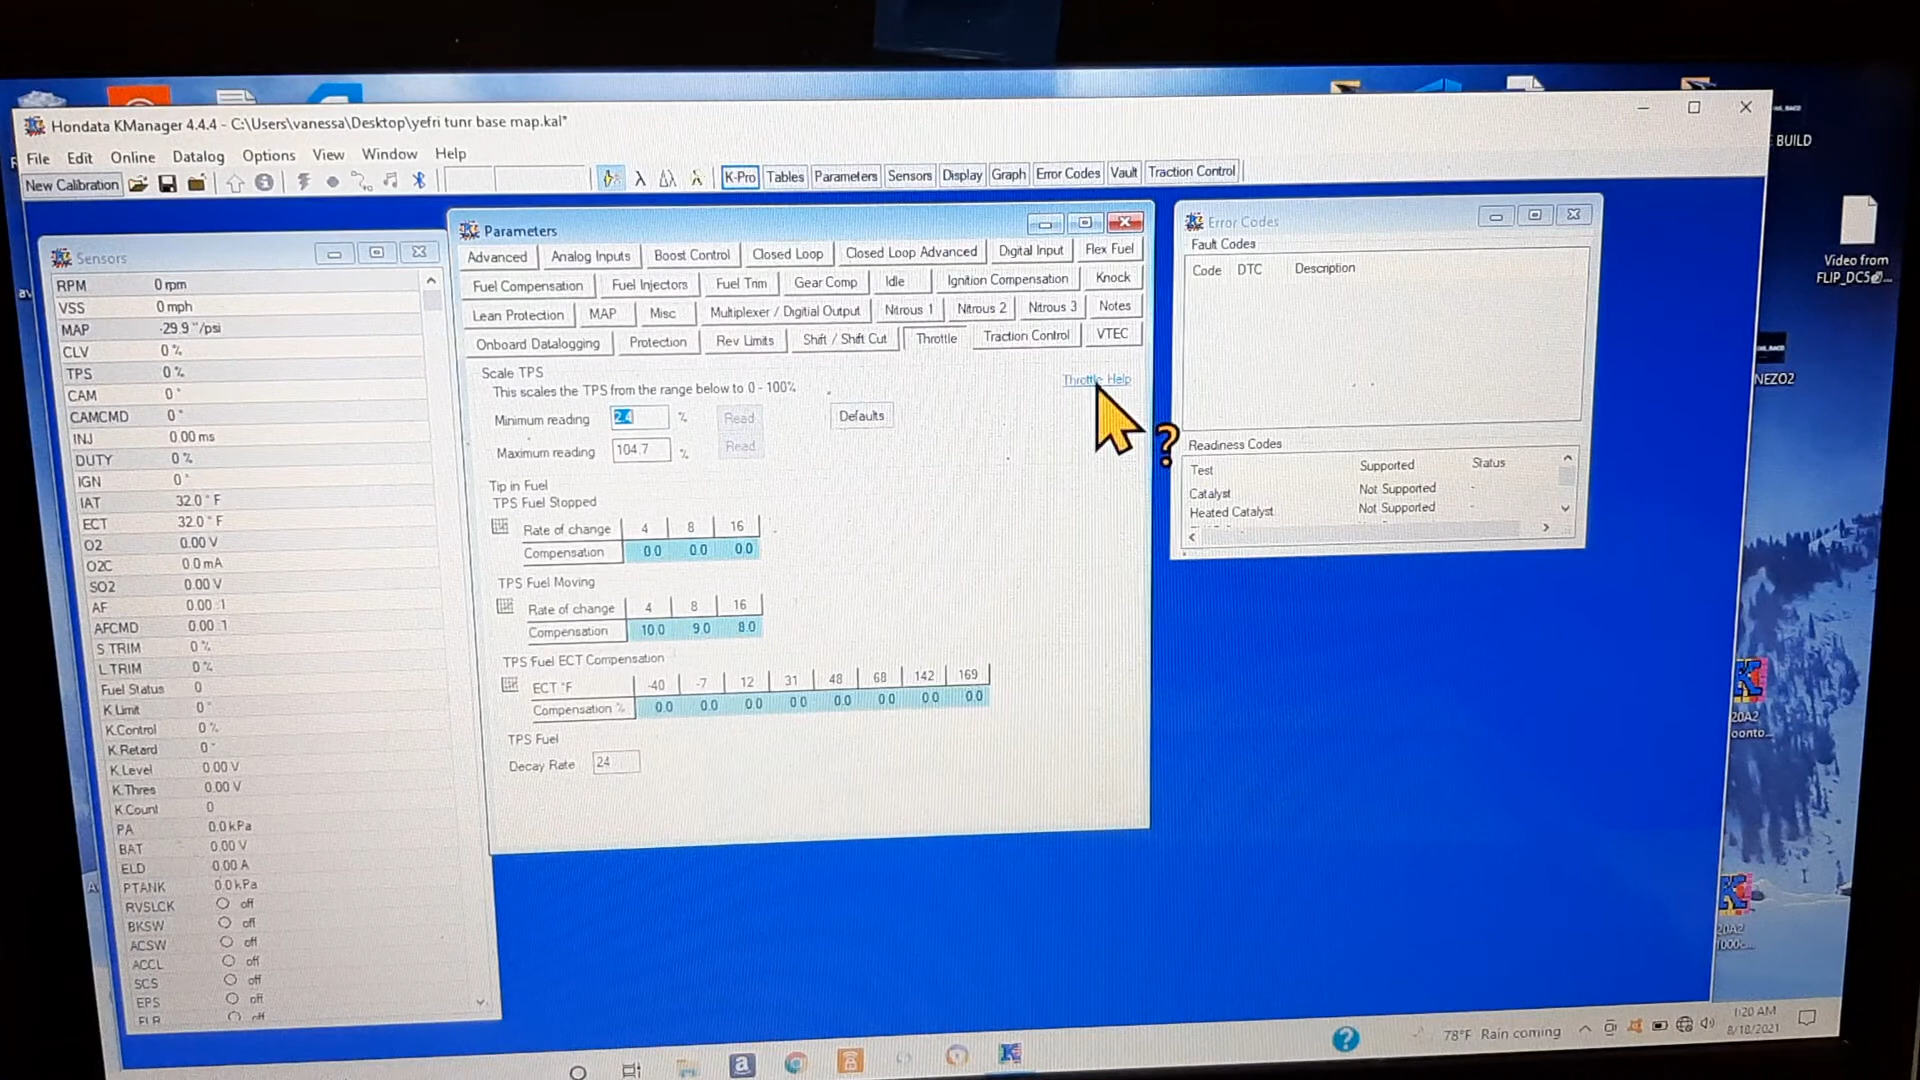 BUILD
Hondata KManager 4.4.4 - C:\Users\vanessa\Desktop\yefri tunr base map.kal*
File Edit Online Datalog Options View Window Help
New Calibration
K-Pro Tables Parameters Sensors Display Graph Error Codes Vault Traction Control
Sensors
RPM 0 rpm
VSS 0 mph
MAP -29.9 "/psi
CLV 0 %
TPS 0 %
CAM 0 °
CAMCMD 0 °
INJ 0.00 ms
DUTY 0 %
IGN 0 °
IAT 32.0 ° F
ECT 32.0 ° F
O2 0.00 V
O2C 0.0 mA
SO2 0.00 V
AF 0.00 :1
AFCMD 0.00 :1
S.TRIM 0 %
L.TRIM 0 %
Fuel Status 0
K.Limit 0 °
K.Control 0 %
K.Retard 0 °
K.Level 0.00 V
K.Thres 0.00 V
K.Count 0
PA 0.0 kPa
BAT 0.00 V
ELD 0.00 A
PTANK 0.0 kPa
RVSLCK off
BKSW off
ACSW off
ACCL off
SCS off
EPS off
FLR off
Parameters
Advanced Analog Inputs Boost Control Closed Loop Closed Loop Advanced Digital Input Flex Fuel
Fuel Compensation Fuel Injectors Fuel Trim Gear Comp Idle Ignition Compensation Knock
Lean Protection MAP Misc Multiplexer / Digitial Output Nitrous 1 Nitrous 2 Nitrous 3 Notes
Onboard Datalogging Protection Rev Limits Shift / Shift Cut Throttle Traction Control VTEC
Scale TPS
Throttle Help
This scales the TPS from the range below to 0 - 100%
Minimum reading 2.4 % Read Defaults
Maximum reading 104.7 % Read
Tip in Fuel
TPS Fuel Stopped
Rate of change 4 8 16
Compensation 0.0 0.0 0.0
TPS Fuel Moving
Rate of change 4 8 16
Compensation 10.0 9.0 8.0
TPS Fuel ECT Compensation
ECT °F -40 -7 12 31 48 68 142 169
Compensation % 0.0 0.0 0.0 0.0 0.0 0.0 0.0 0.0
TPS Fuel
Decay Rate 24
?
Error Codes
Fault Codes
Code DTC Description
Readiness Codes
Test Supported Status
Catalyst Not Supported -
Heated Catalyst Not Supported -
Video from
FLIP_DC5
NEZO2
20A2
oonto...
20A2
1000c...
?
78°F Rain coming
1:20 AM
8/18/2021